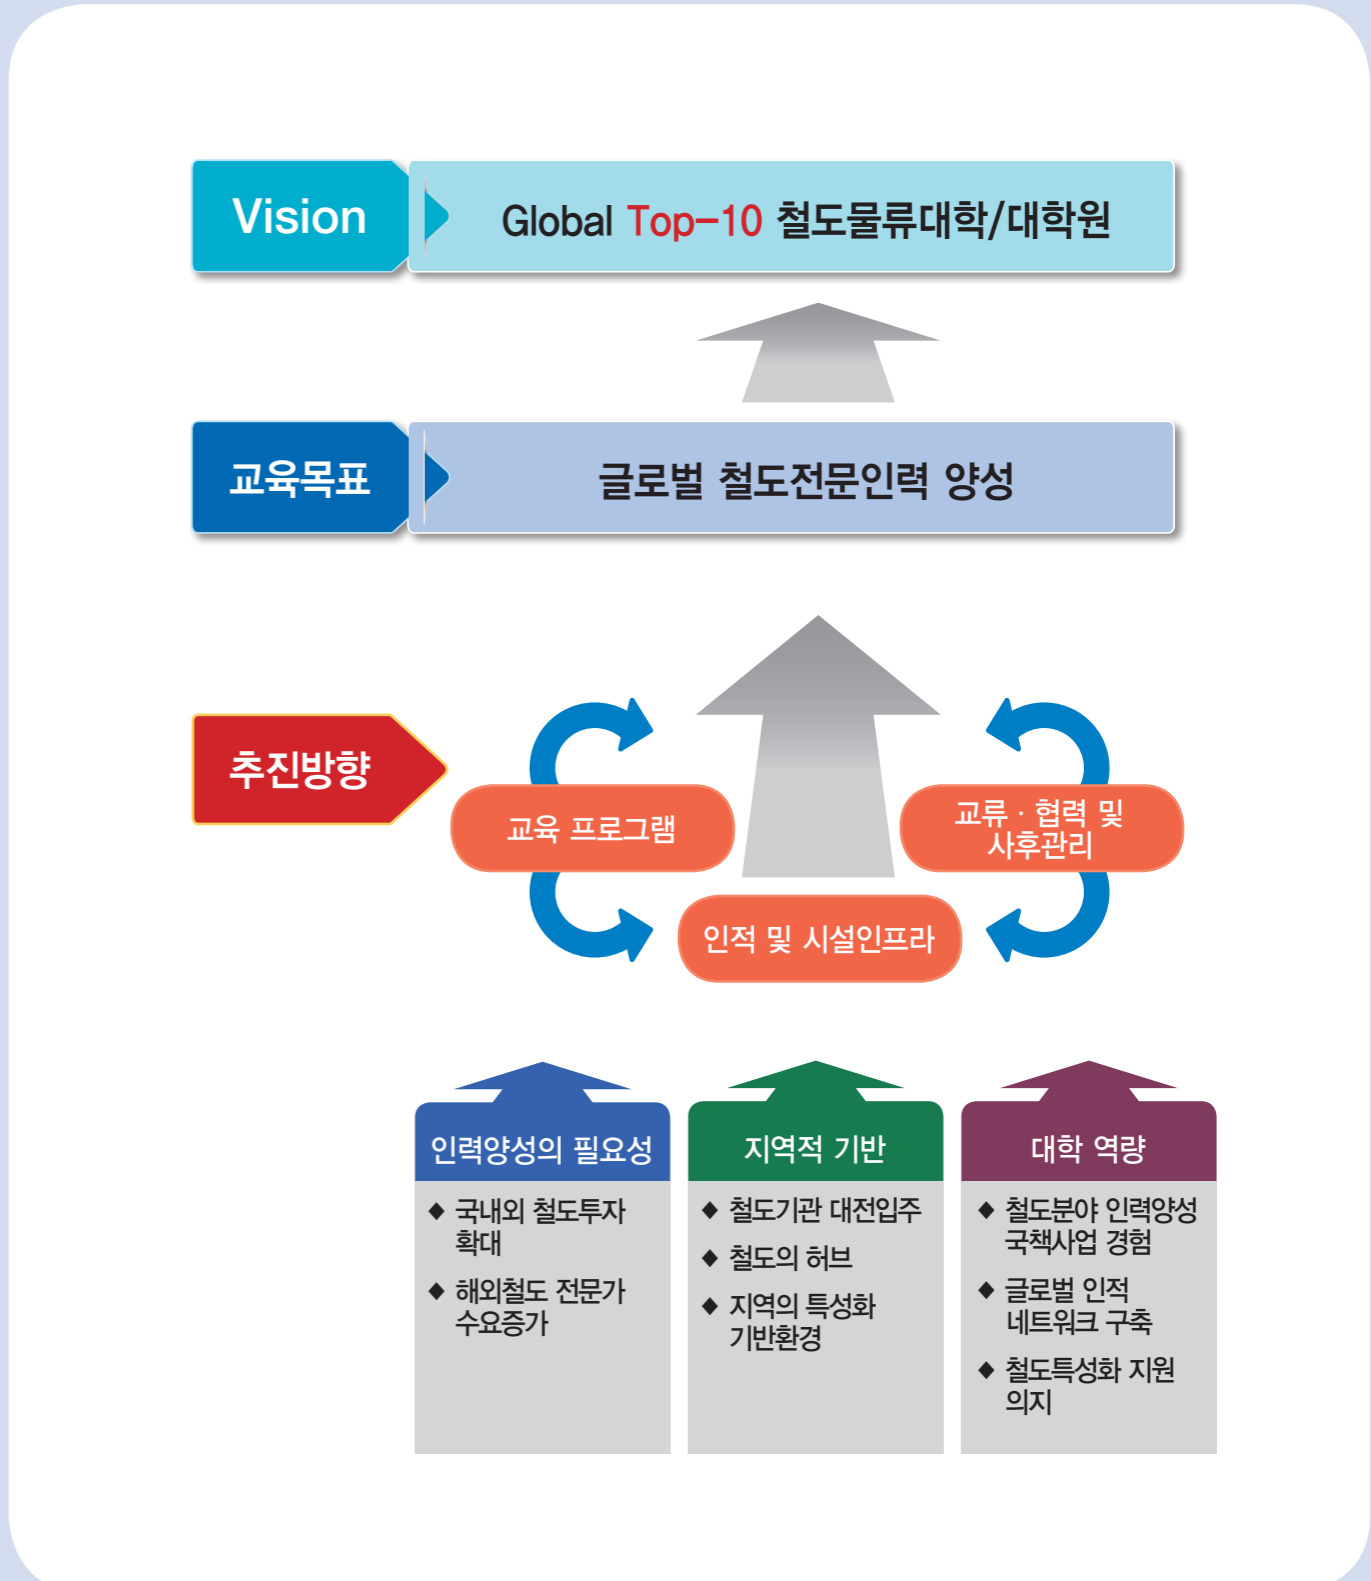 Vision
Global Top-10 철도물류대학/대학원
교육목표
글로벌 철도전문인력 양성
추진방향
교육 프로그램
교류 · 협력 및
사후관리
인적 및 시설인프라
인력양성의 필요성
◆ 국내외 철도투자
확대
◆ 해외철도 전문가
수요증가
지역적 기반
◆ 철도기관 대전입주
◆ 철도의 허브
◆ 지역의 특성화
기반환경
대학 역량
◆ 철도분야 인력양성
국책사업 경험
◆ 글로벌 인적
네트워크 구축
◆ 철도특성화 지원
의지